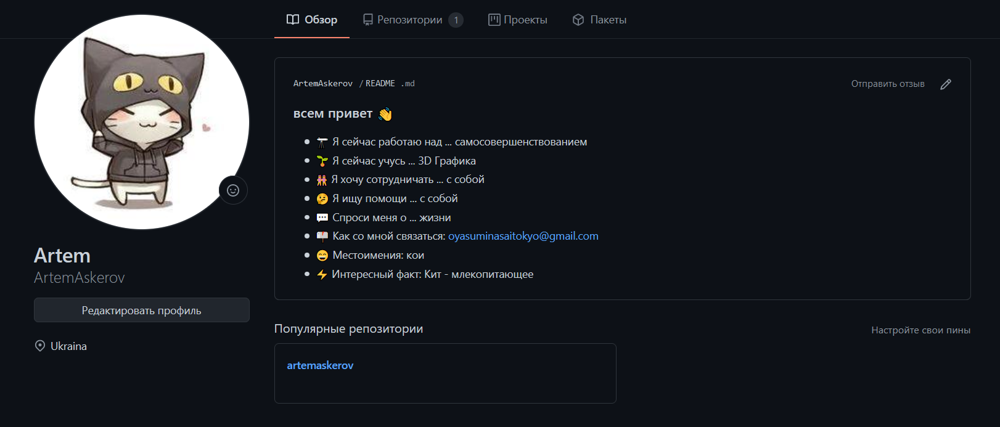 Обзор Репозитории 1 Проекты Пакеты
ArtemAskerov / README .md
Отправить отзыв
всем привет 👋
🔭 Я сейчас работаю над ... самосовершенствованием
🌱 Я сейчас учусь ... 3D Графика
👯 Я хочу сотрудничать ... с собой
🤔 Я ищу помощи ... с собой
💬 Спроси меня о ... жизни
📫 Как со мной связаться: oyasuminasaitokyo@gmail.com
😄 Местоимения: кои
⚡ Интересный факт: Кит - млекопитающее
Artem
ArtemAskerov
Редактировать профиль
Ukraina
Популярные репозитории
Настройте свои пины
artemaskerov